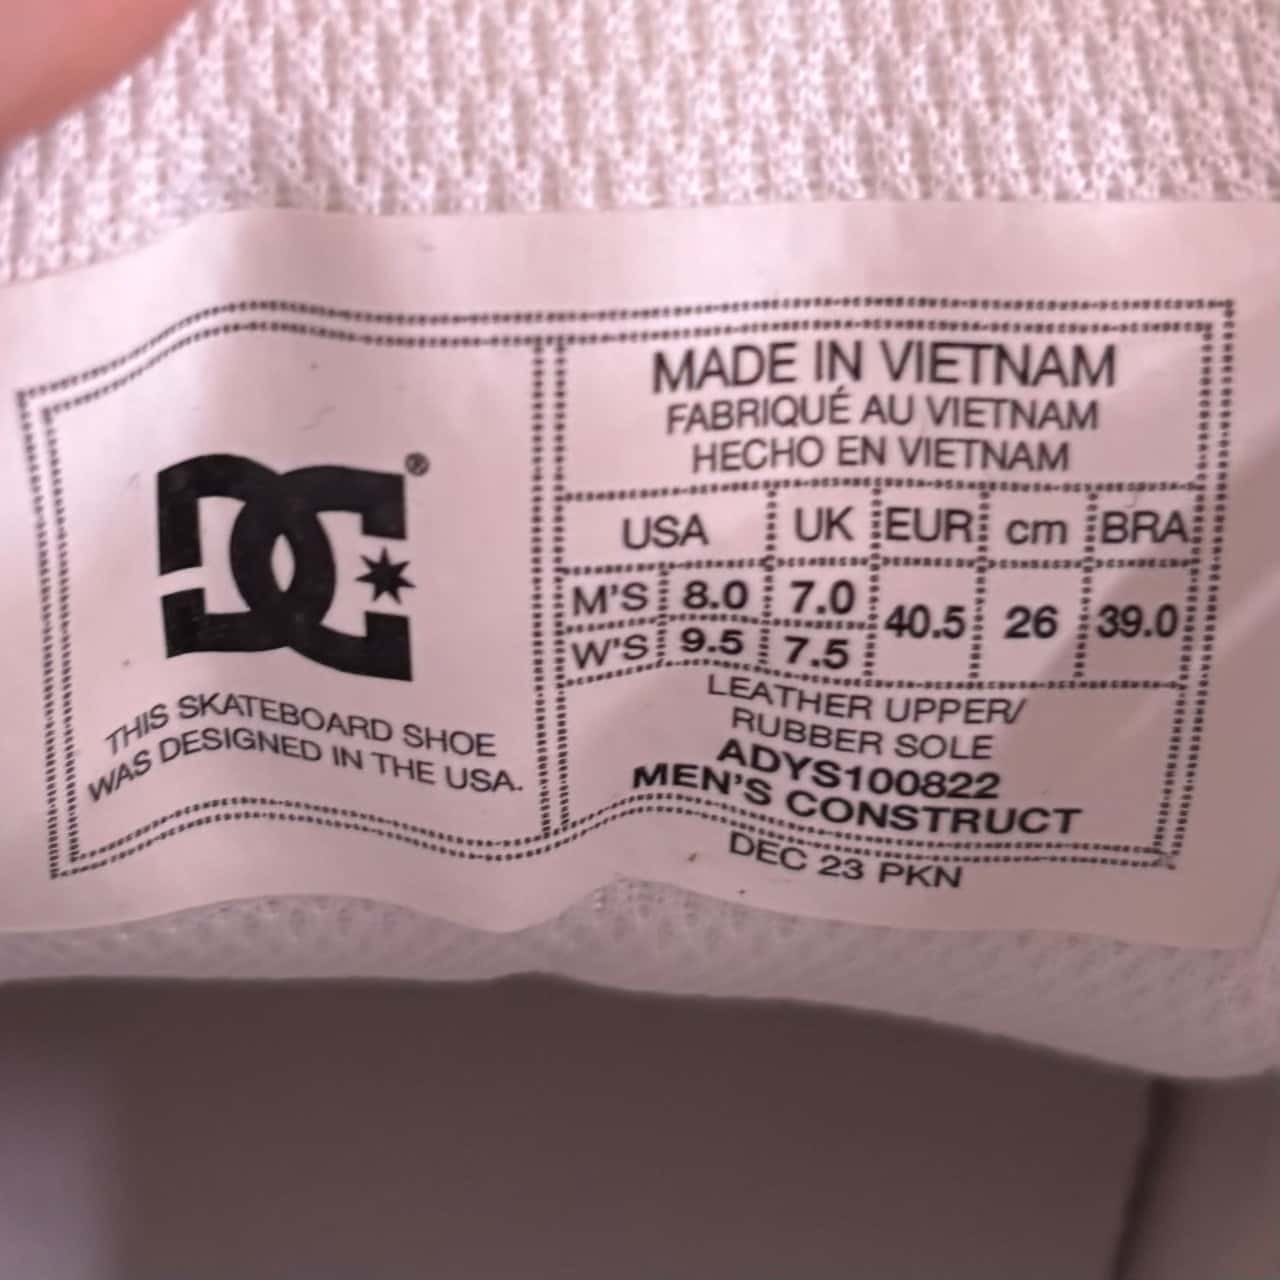 DC®
THIS SKATEBOARD SHOE
WAS DESIGNED IN THE USA.
MADE IN VIETNAM
FABRIQUÉ AU VIETNAM
HECHO EN VIETNAM
USA UK EUR cm BRA
M'S 8.0 7.0 40.5 26 39.0
W'S 9.5 7.5
LEATHER UPPER/
RUBBER SOLE
ADYS100822
MEN'S CONSTRUCT
DEC 23 PKN